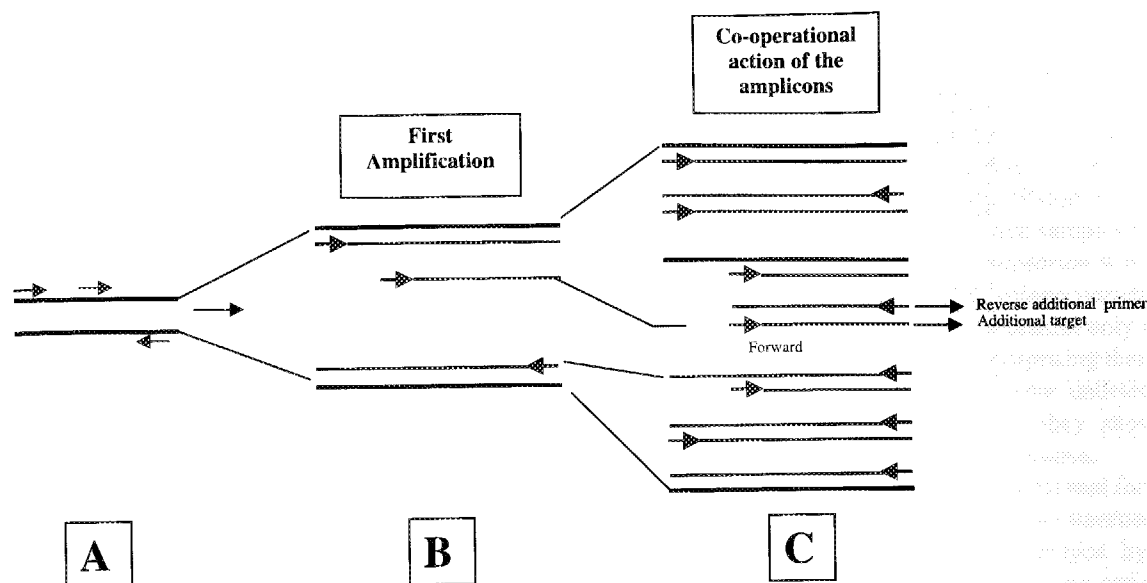 Co-operational
action of the
amplicons
First
Amplification
Reverse additional primer
Additional target
Forward
A
B
C